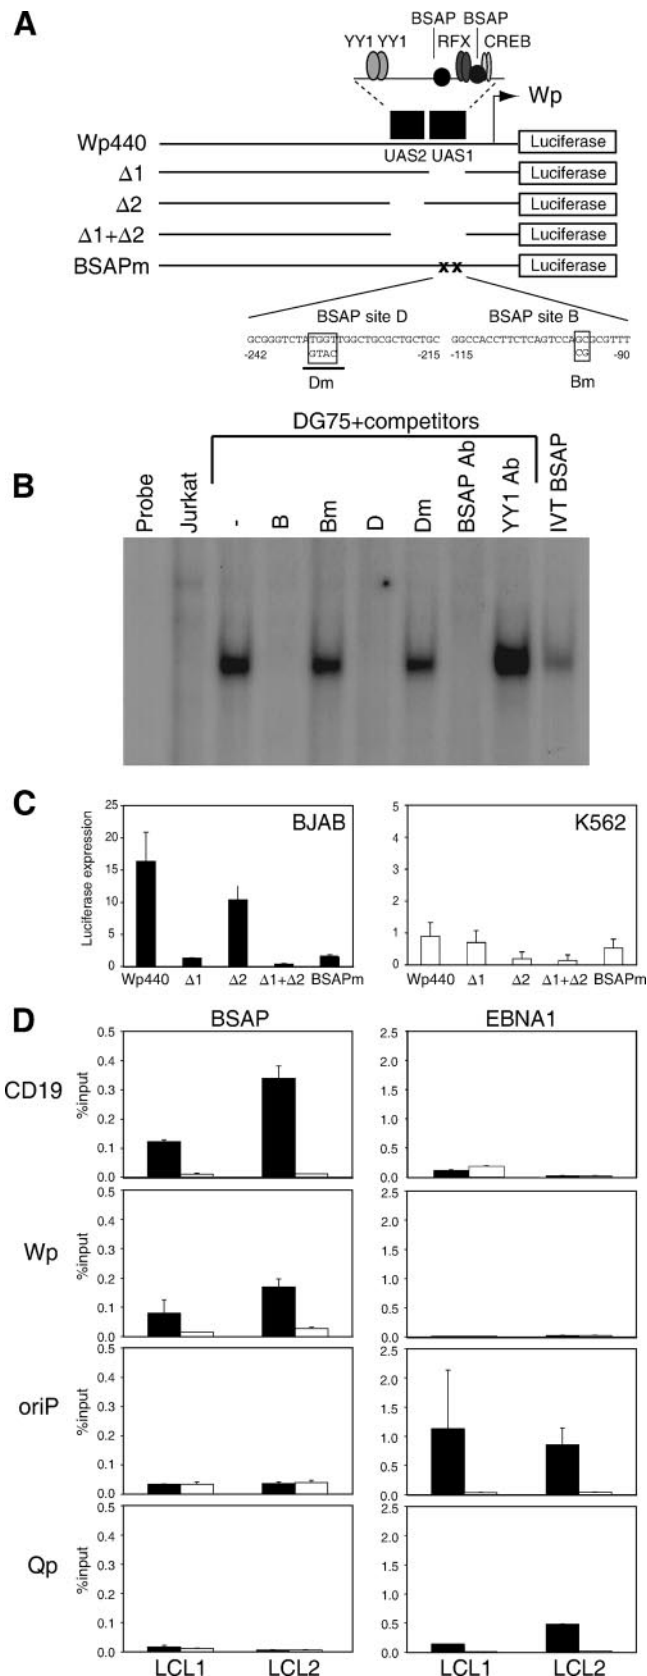 A
BSAP BSAP
YY1 YY1 RFX CREB
Wp
Wp440 Luciferase
UAS2 UAS1
Δ1 Luciferase
Δ2 Luciferase
Δ1+Δ2 Luciferase
BSAPm xx Luciferase
BSAP site D BSAP site B
GCGGGTCTATGGTTGGCTGCGCTGCTGC GGCCACCTTCTCAGTCCAGCGCGTTT
-242 GTAC -215 -115 CG -90
Dm Bm
DG75+competitors
B
Probe Jurkat - B Bm D Dm BSAP Ab YY1 Ab IVT BSAP
C
BJAB K562
Luciferase expression
25 20 15 10 5 0
5 4 3 2 1 0
Wp440 Δ1 Δ2 Δ1+Δ2 BSAPm Wp440 Δ1 Δ2 Δ1+Δ2 BSAPm
D
BSAP EBNA1
CD19
%input
0.5 0.4 0.3 0.2 0.1 0.0
2.5 2.0 1.5 1.0 0.5 0.0
Wp
%input
0.5 0.4 0.3 0.2 0.1 0.0
2.5 2.0 1.5 1.0 0.5 0.0
oriP
%input
0.5 0.4 0.3 0.2 0.1 0.0
2.5 2.0 1.5 1.0 0.5 0.0
Qp
%input
0.5 0.4 0.3 0.2 0.1 0.0
2.5 2.0 1.5 1.0 0.5 0.0
LCL1 LCL2 LCL1 LCL2